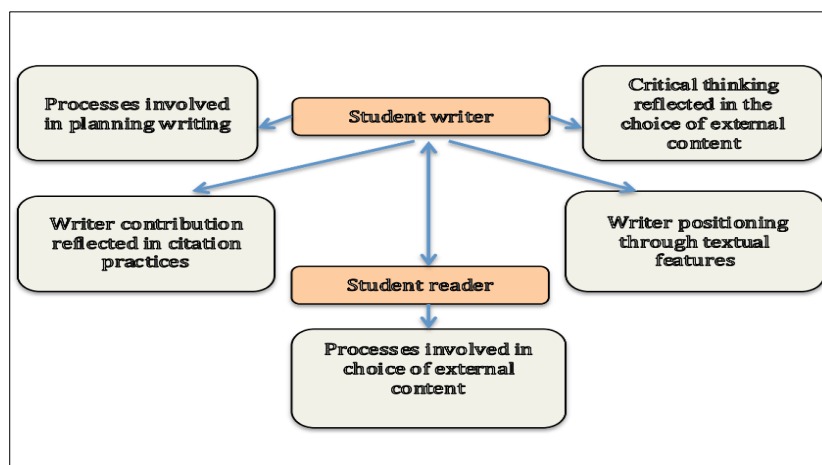 Processes involved
in planning writing
Student writer
Critical thinking
reflected in the
choice of external
content
Writer contribution
reflected in citation
practices
Writer positioning
through textual
features
Student reader
Processes involved in
choice of external
content